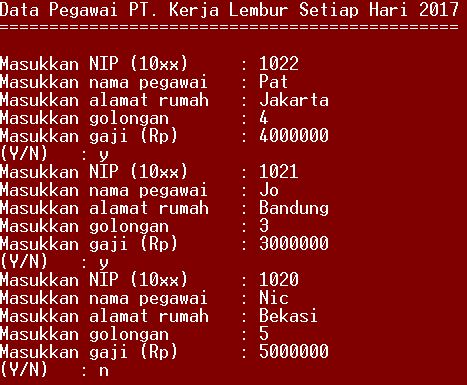 Data Pegawai PT. Kerja Lembur Setiap Hari 2017
==============================================
Masukkan NIP (10xx) : 1022
Masukkan nama pegawai : Pat
Masukkan alamat rumah : Jakarta
Masukkan golongan : 4
Masukkan gaji (Rp) : 4000000
(Y/N) : y
Masukkan NIP (10xx) : 1021
Masukkan nama pegawai : Jo
Masukkan alamat rumah : Bandung
Masukkan golongan : 3
Masukkan gaji (Rp) : 3000000
(Y/N) : y
Masukkan NIP (10xx) : 1020
Masukkan nama pegawai : Nic
Masukkan alamat rumah : Bekasi
Masukkan golongan : 5
Masukkan gaji (Rp) : 5000000
(Y/N) : n